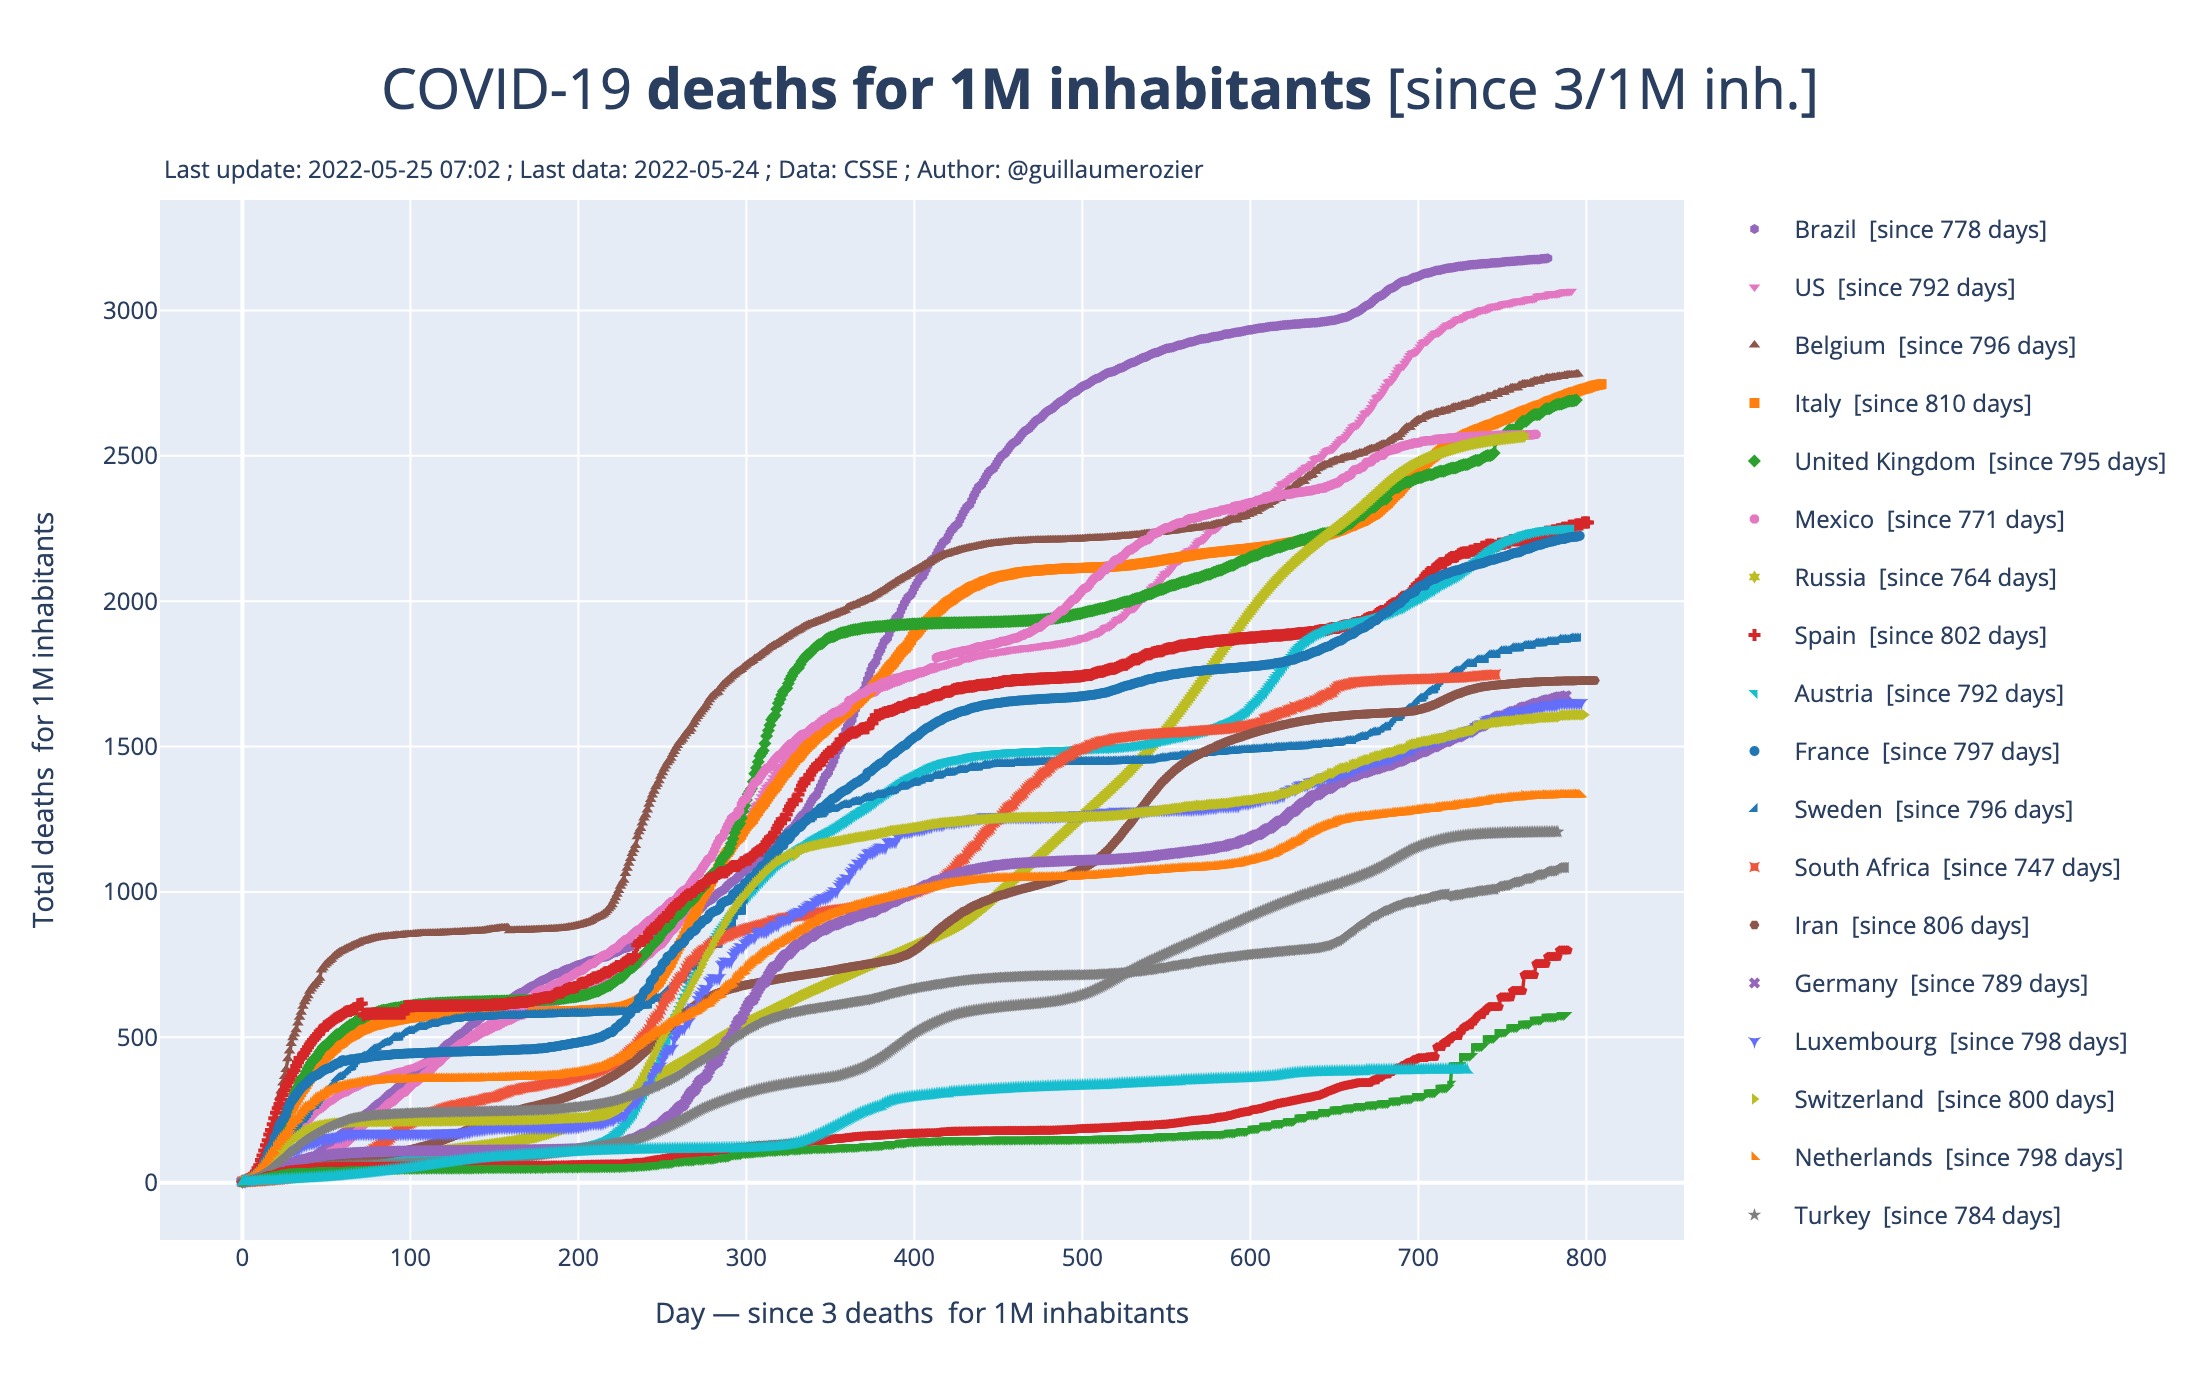 COVID-19 deaths for 1M inhabitants [since 3/1M inh.]
Last update: 2022-05-25 07:02 ; Last data: 2022-05-24 ; Data: CSSE ; Author: @guillaumerozier
Total deaths for 1M inhabitants
3000
2500
2000
1500
1000
500
0
0 100 200 300 400 500 600 700 800
Day — since 3 deaths for 1M inhabitants
Brazil [since 778 days]
US [since 792 days]
Belgium [since 796 days]
Italy [since 810 days]
United Kingdom [since 795 days]
Mexico [since 771 days]
Russia [since 764 days]
Spain [since 802 days]
Austria [since 792 days]
France [since 797 days]
Sweden [since 796 days]
South Africa [since 747 days]
Iran [since 806 days]
Germany [since 789 days]
Luxembourg [since 798 days]
Switzerland [since 800 days]
Netherlands [since 798 days]
Turkey [since 784 days]